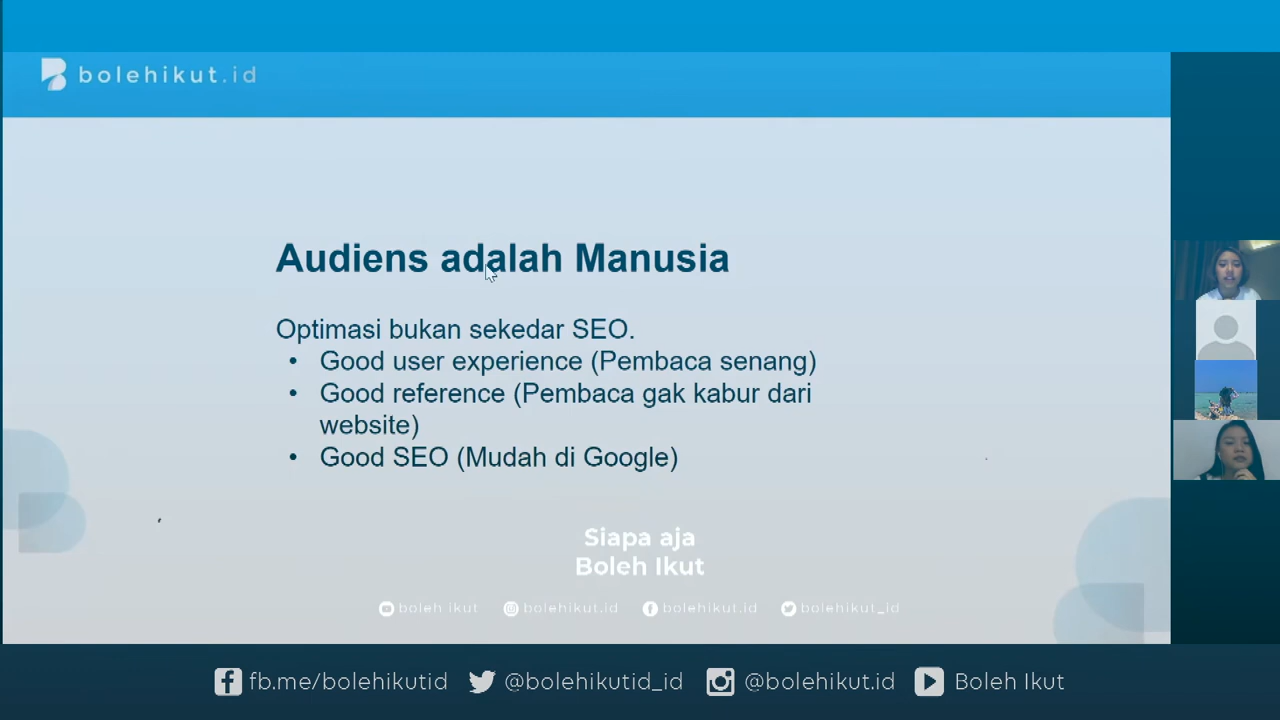 bolehikut.id
Audiens adalah Manusia
Optimasi bukan sekedar SEO.
• Good user experience (Pembaca senang)
• Good reference (Pembaca gak kabur dari
website)
• Good SEO (Mudah di Google)
Siapa aja
Boleh Ikut
boleh ikut bolehikut.id bolehikut.id bolehikut_id
fb.me/bolehikutid @bolehikutid_id @bolehikut.id Boleh Ikut